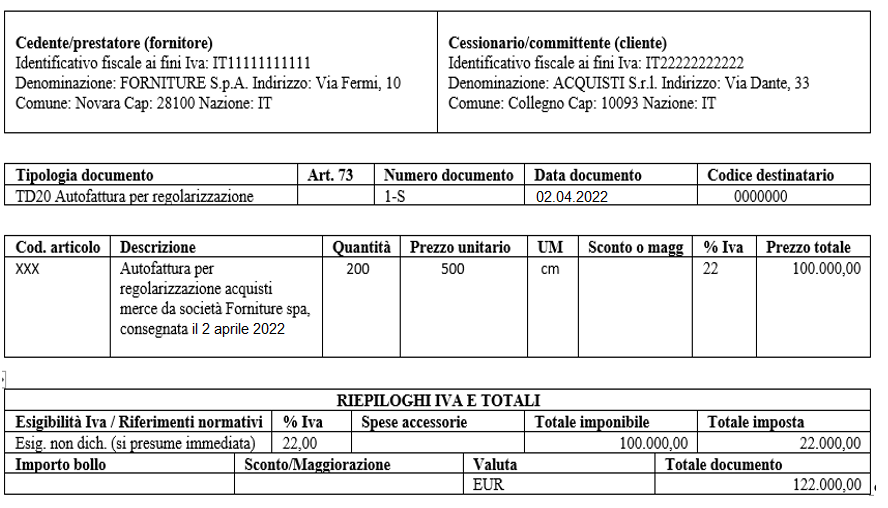 Cedente/prestatore (fornitore)
Identificativo fiscale ai fini Iva: IT11111111111
Denominazione: FORNITURE S.p.A. Indirizzo: Via Fermi, 10
Comune: Novara Cap: 28100 Nazione: IT
Cessionario/committente (cliente)
Identificativo fiscale ai fini Iva: IT22222222222
Denominazione: ACQUISTI S.r.l. Indirizzo: Via Dante, 33
Comune: Collegno Cap: 10093 Nazione: IT
Tipologia documento Art. 73 Numero documento Data documento Codice destinatario
TD20 Autofattura per regolarizzazione 1-S 02.04.2022 0000000
Cod. articolo Descrizione Quantità Prezzo unitario UM Sconto o magg % Iva Prezzo totale
XXX Autofattura per 200 500 cm 22 100.000,00
regolarizzazione acquisti
merce da società Forniture spa,
consegnata il 2 aprile 2022
RIEPILOGHI IVA E TOTALI
Esigibilità Iva / Riferimenti normativi % Iva Spese accessorie Totale imponibile Totale imposta
Esig. non dich. (si presume immediata) 22,00 100.000,00 22.000,00
Importo bollo Sconto/Maggiorazione Valuta Totale documento
EUR 122.000,00